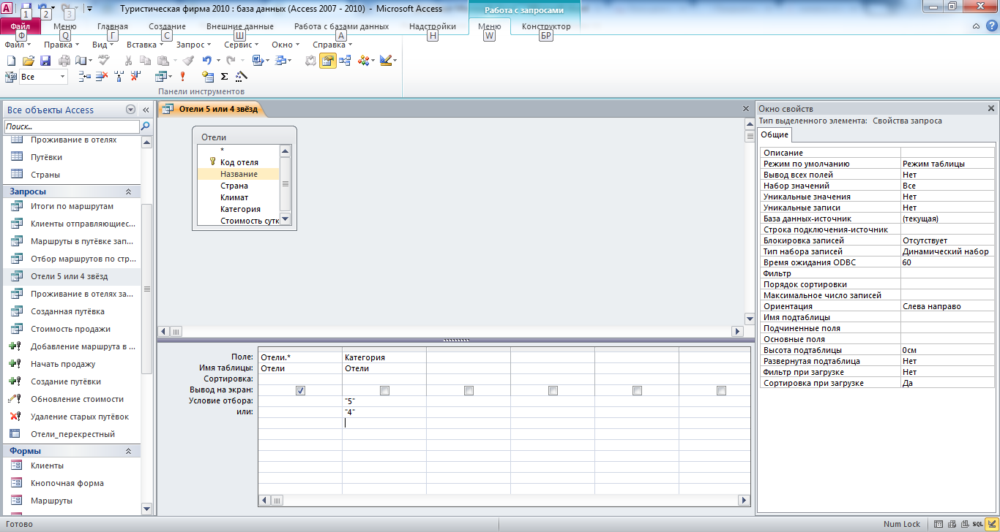 1 2 3 Туристическая фирма 2010 : база данных (Access 2007 - 2010) - Microsoft Access Работа с запросами
Файл Меню Главная Создание Внешние данные Работа с базами данных Надстройки Меню Конструктор
Ф Q Г С Ш А Н W БР
Файл Правка Вид Вставка Запрос Сервис Окно Справка
Все
Панели инструментов
Все объекты Access
Поиск...
Проживание в отелях
Путёвки
Страны
Запросы
Итоги по маршрутам
Клиенты отправляющиес...
Маршруты в путёвке зап...
Отбор маршрутов по стр...
Отели 5 или 4 звёзд
Проживание в отелях за...
Созданная путёвка
Стоимость продажи
Добавление маршрута в ...
Начать продажу
Создание путёвки
Обновление стоимости
Удаление старых путёвок
Отели_перекрестный
Формы
Клиенты
Кнопочная форма
Маршруты
Отели 5 или 4 звёзд
Отели
*
Код отеля
Название
Страна
Климат
Категория
Стоимость сутк
Поле: Отели.* Категория
Имя таблицы: Отели Отели
Сортировка:
Вывод на экран:
Условие отбора: "5"
или: "4"
Окно свойств
Тип выделенного элемента: Свойства запроса
Общие
Описание
Режим по умолчанию Режим таблицы
Вывод всех полей Нет
Набор значений Все
Уникальные значения Нет
Уникальные записи Нет
База данных-источник (текущая)
Строка подключения-источник
Блокировка записей Отсутствует
Тип набора записей Динамический набор
Время ожидания ODBC 60
Фильтр
Порядок сортировки
Максимальное число записей
Ориентация Слева направо
Имя подтаблицы
Подчиненные поля
Основные поля
Высота подтаблицы 0см
Развернутая подтаблица Нет
Фильтр при загрузке Нет
Сортировка при загрузке Да
Готово Num Lock SQL